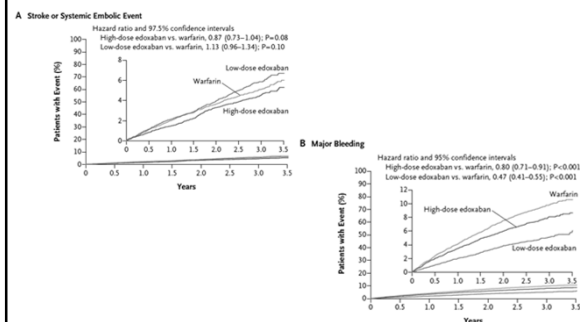 A Stroke or Systemic Embolic Event
Hazard ratio and 97.5% confidence intervals
High-dose edoxaban vs. warfarin, 0.87 (0.73–1.04); P=0.08
Low-dose edoxaban vs. warfarin, 1.13 (0.96–1.34); P=0.10
Patients with Event (%)
100
90
80
70
60
50
40
30
20
10
0
8
6
4
2
0
Low-dose edoxaban
Warfarin
High-dose edoxaban
0 0.5 1.0 1.5 2.0 2.5 3.0 3.5
0 0.5 1.0 1.5 2.0 2.5 3.0 3.5
Years
B Major Bleeding
Hazard ratio and 95% confidence intervals
High-dose edoxaban vs. warfarin, 0.80 (0.71–0.91); P<0.001
Low-dose edoxaban vs. warfarin, 0.47 (0.41–0.55); P<0.001
Patients with Event (%)
100
90
80
70
60
50
40
30
20
10
0
12
10
8
6
4
2
0
Warfarin
High-dose edoxaban
Low-dose edoxaban
0 0.5 1.0 1.5 2.0 2.5 3.0 3.5
0 0.5 1.0 1.5 2.0 2.5 3.0 3.5
Years